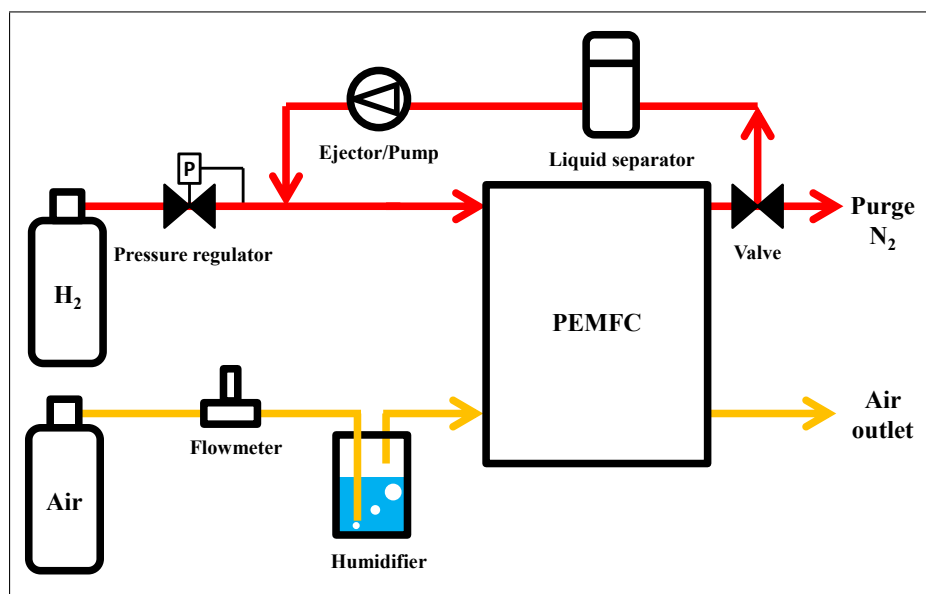 Ejector/Pump
Liquid separator
P
Pressure regulator
H₂
PEMFC
Valve
Purge
N₂
Air
Flowmeter
Humidifier
Air
outlet